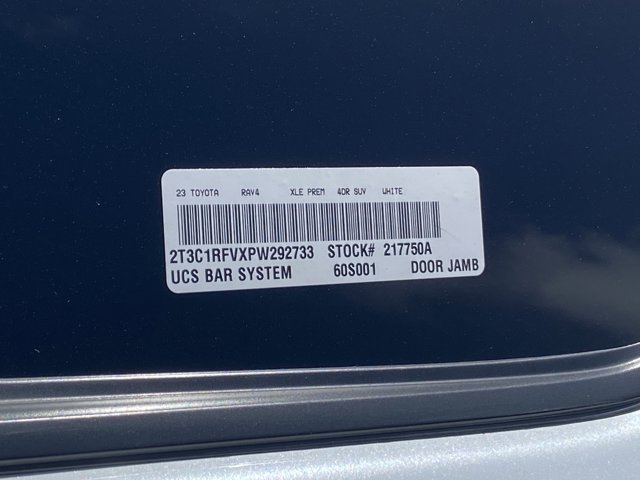 23 TOYOTA RAV4 XLE PREM 4DR SUV WHITE
2T3C1RFVXPW292733 STOCK# 217750A
UCS BAR SYSTEM 60S001 DOOR JAMB